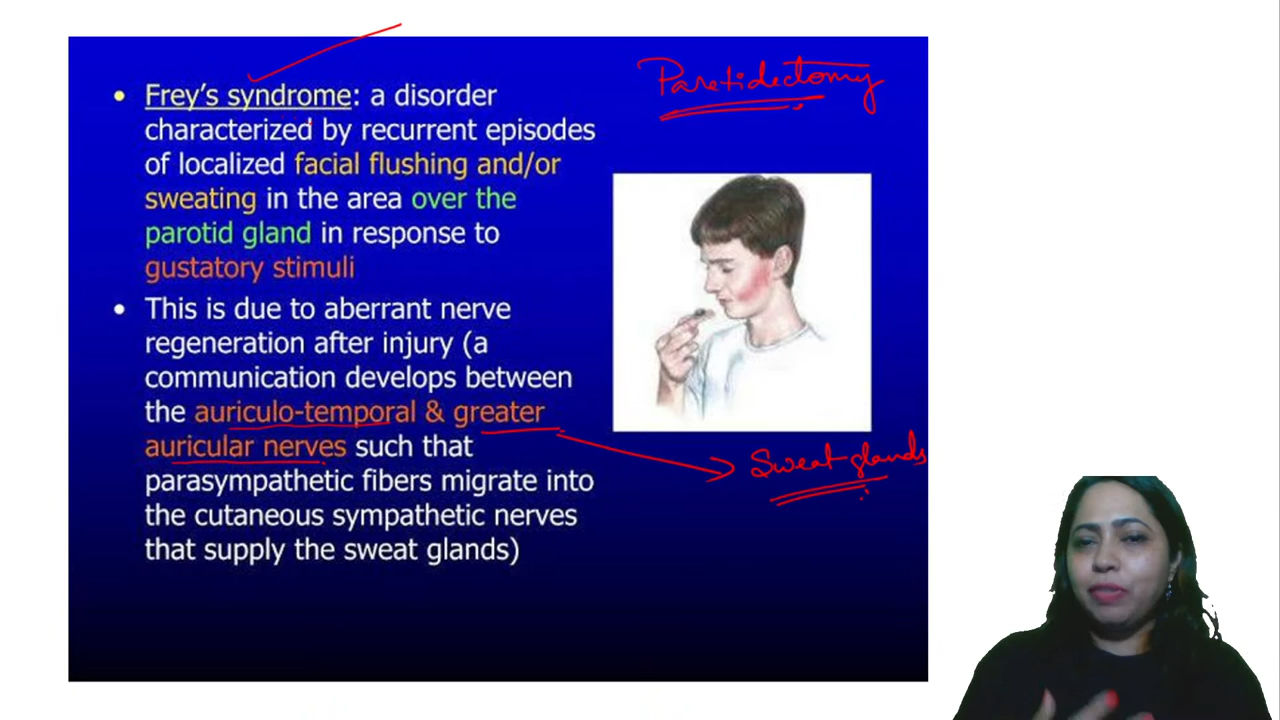 • Frey's syndrome: a disorder
characterized by recurrent episodes
of localized facial flushing and/or
sweating in the area over the
parotid gland in response to
gustatory stimuli
• This is due to aberrant nerve
regeneration after injury (a
communication develops between
the auriculo-temporal & greater
auricular nerves such that
parasympathetic fibers migrate into
the cutaneous sympathetic nerves
that supply the sweat glands)
Parotidectomy
Sweat glands